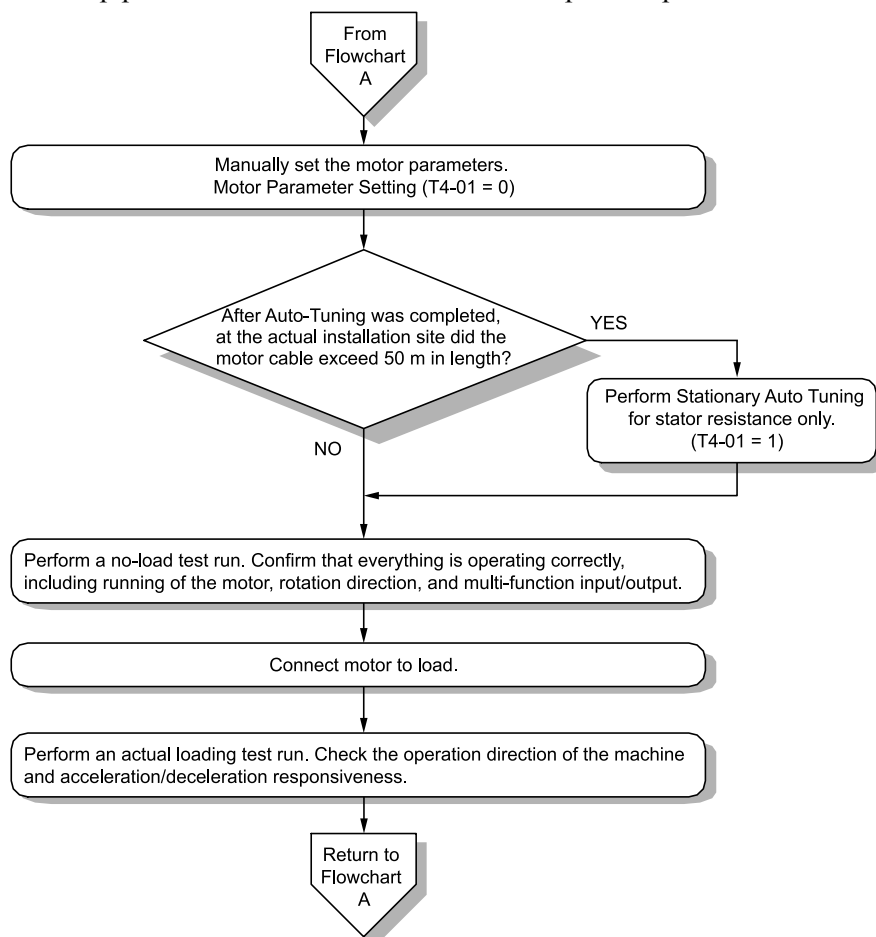 From
Flowchart
A
Manually set the motor parameters.
Motor Parameter Setting (T4-01 = 0)
After Auto-Tuning was completed,
at the actual installation site did the
motor cable exceed 50 m in length?
YES
Perform Stationary Auto Tuning
for stator resistance only.
(T4-01 = 1)
NO
Perform a no-load test run. Confirm that everything is operating correctly,
including running of the motor, rotation direction, and multi-function input/output.
Connect motor to load.
Perform an actual loading test run. Check the operation direction of the machine
and acceleration/deceleration responsiveness.
Return to
Flowchart
A